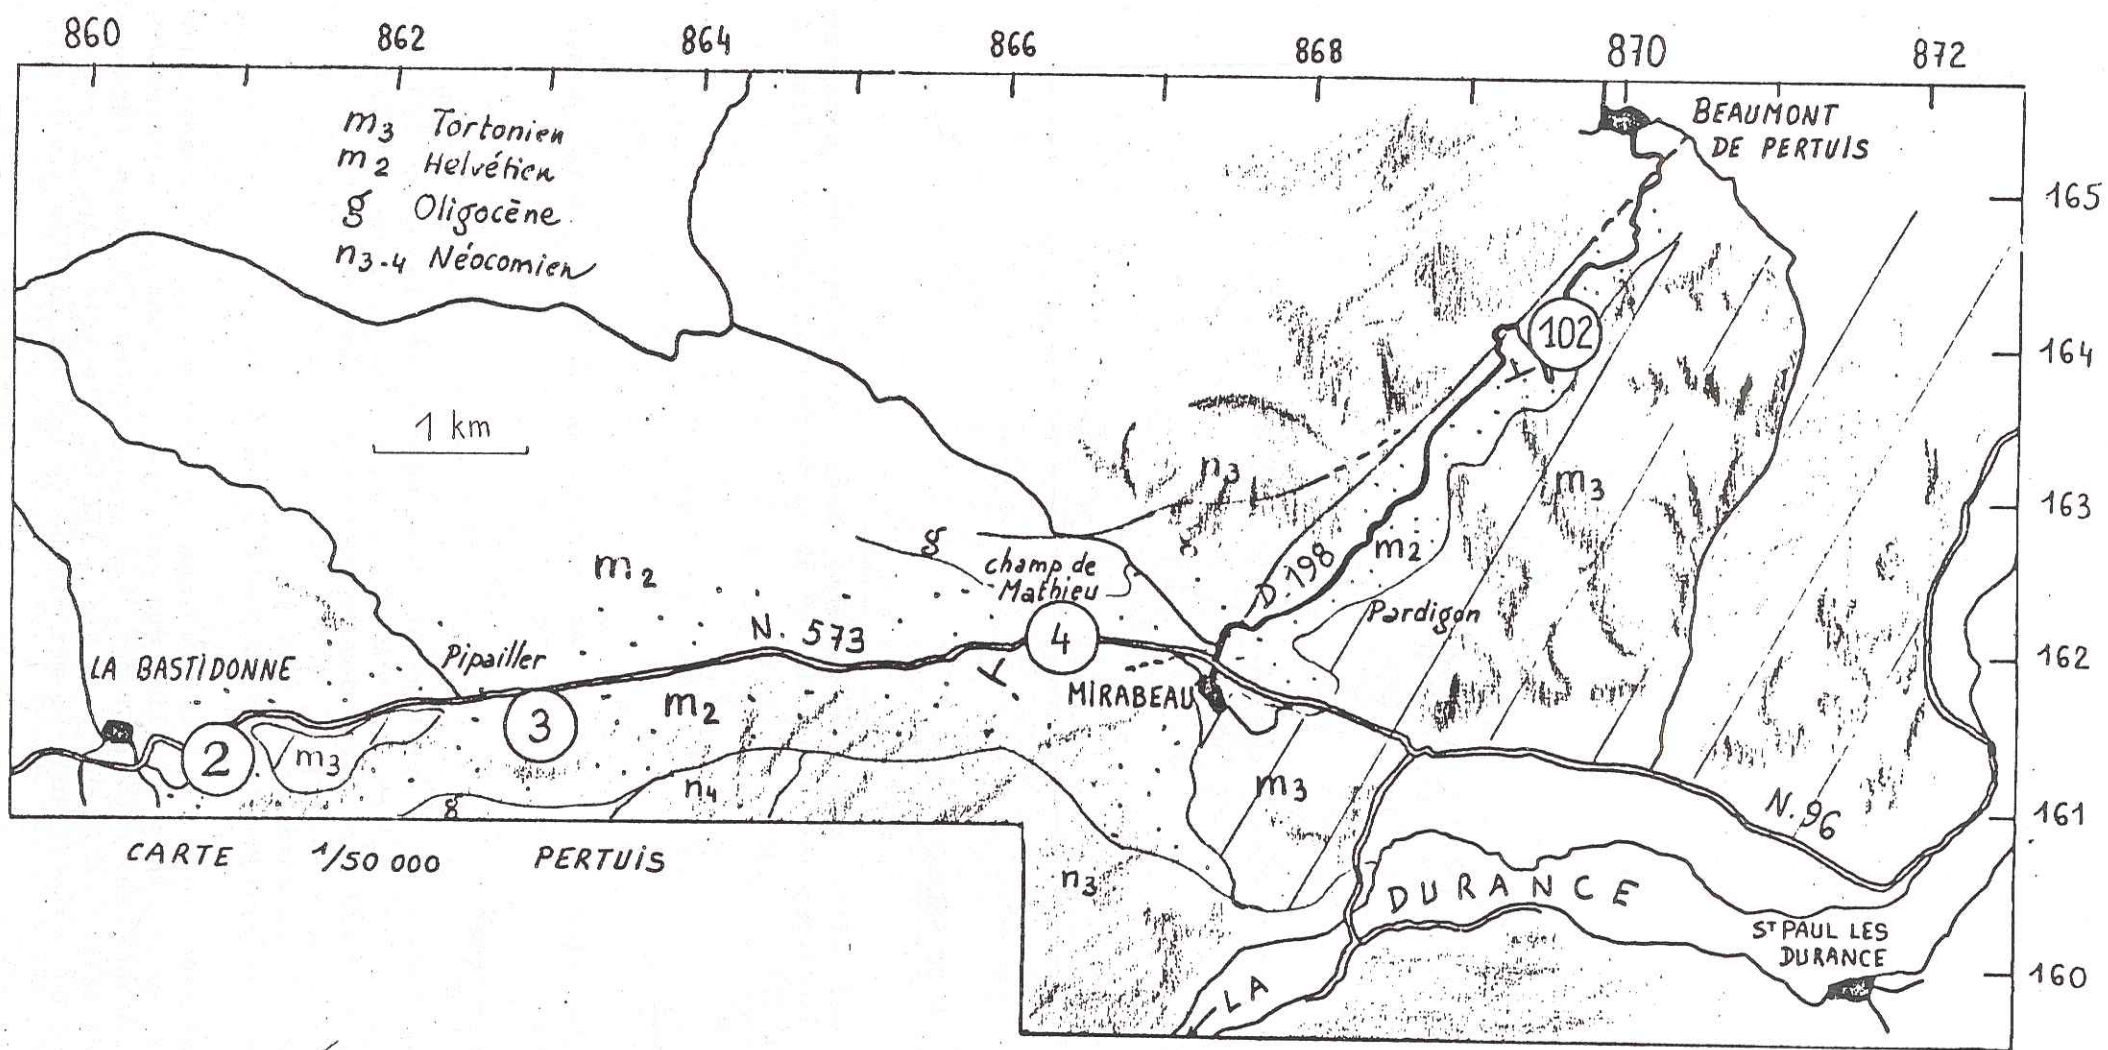 860 862 864 866 868 870 872
m3 Tortonien
m2 Helvétien
g Oligocène
n3-4 Néocomien
BEAUMONT
DE PERTUIS
165
164
163
162
161
160
1 km
102
n3
m3
g
champ de
Mathieu
D.198
m2
m2
Pardigon
N. 573
4
LA BASTIDONNE
Pipailler
MIRABEAU
m2
2
3
m3
n4
g
m3
N. 96
n3
DURANCE
LA
ST PAUL LES
DURANCE
CARTE 1/50 000 PERTUIS